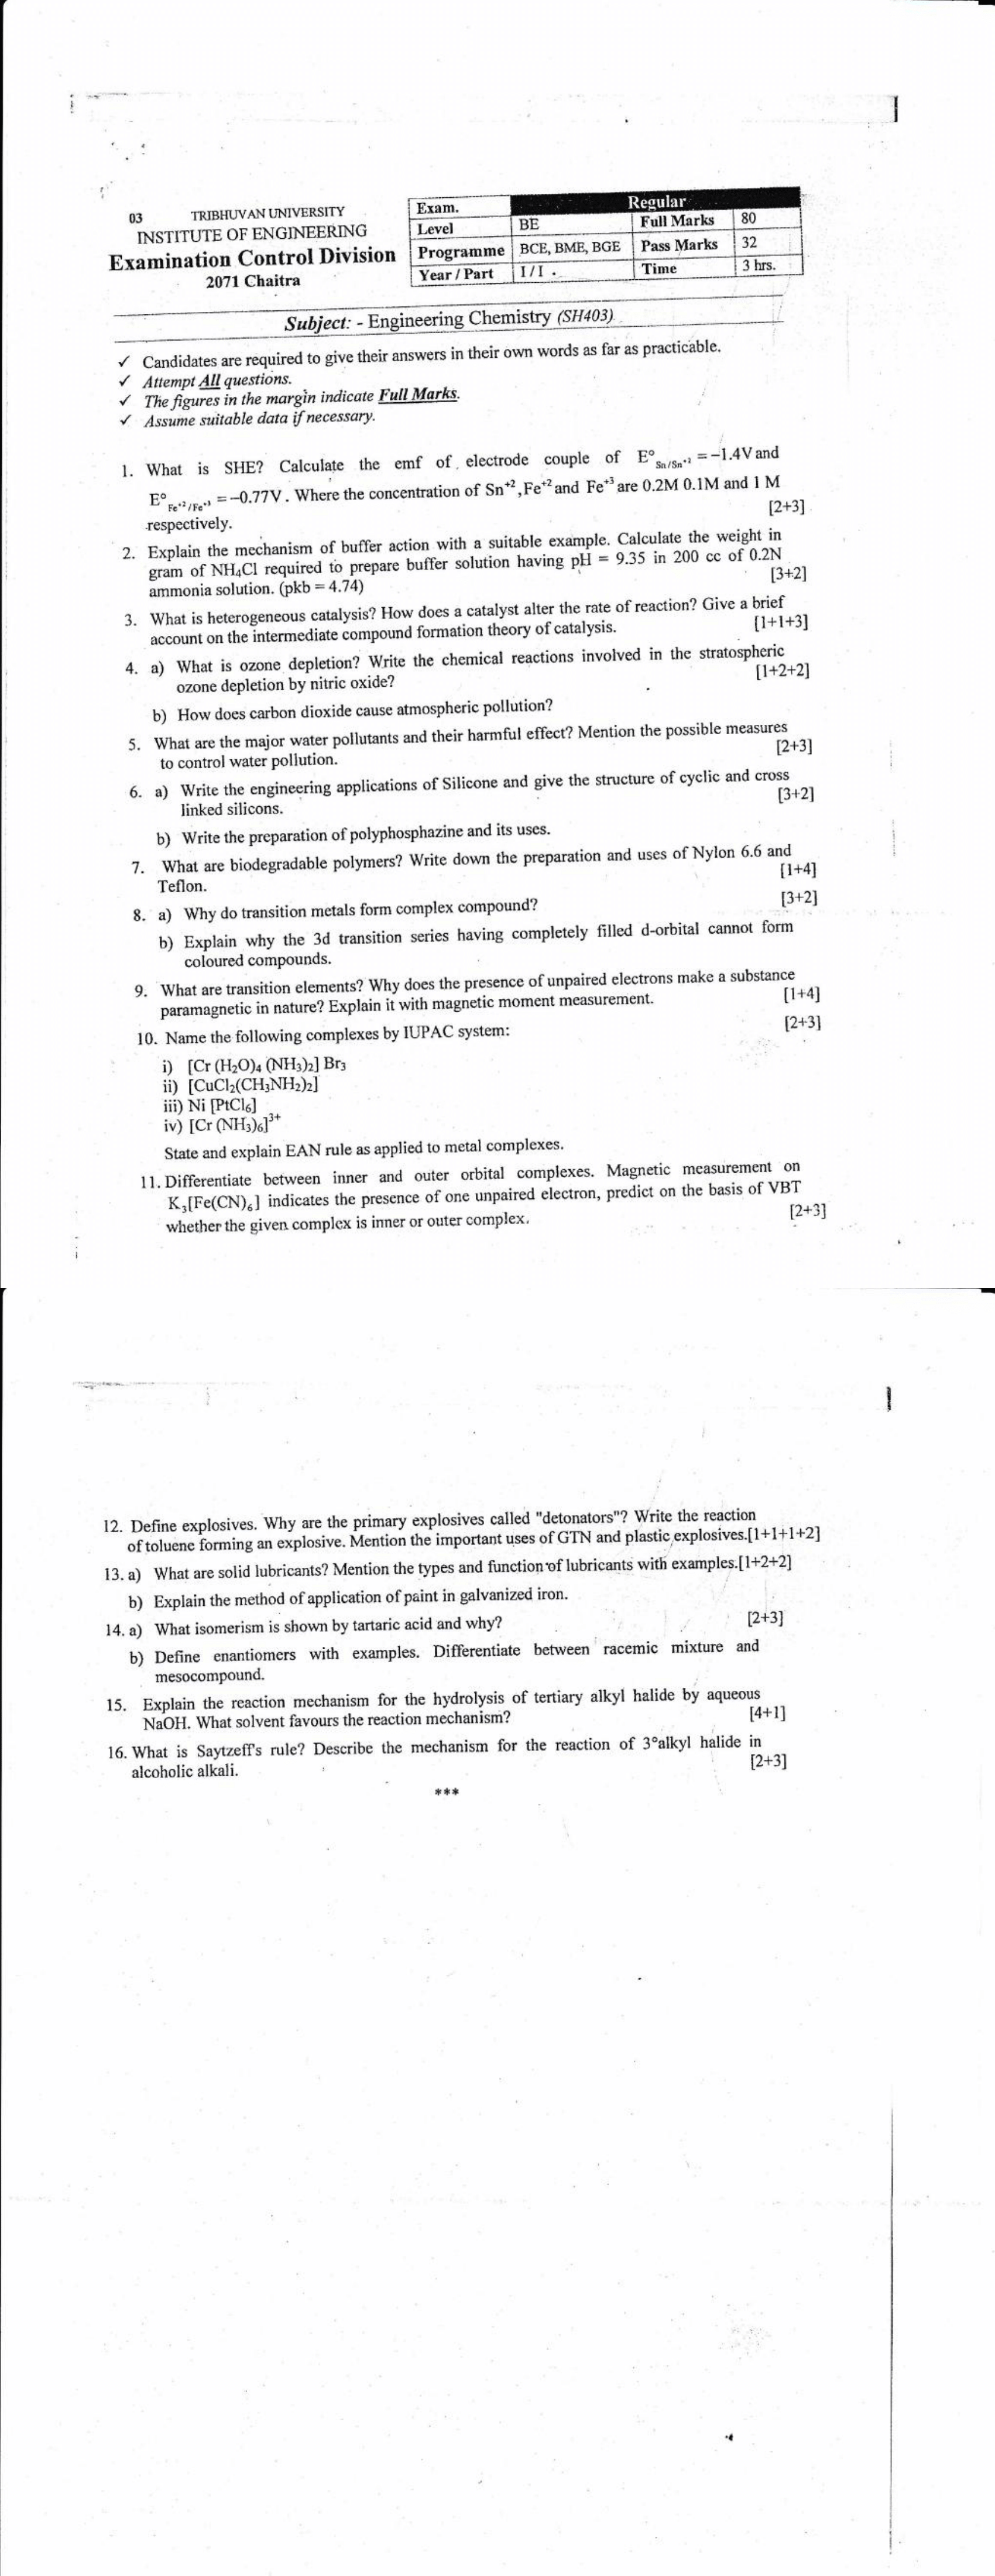 03 TRIBHUVAN UNIVERSITY
INSTITUTE OF ENGINEERING
Examination Control Division
2071 Chaitra
Exam. Regular
Level BE Full Marks 80
Programme BCE, BME, BGE Pass Marks 32
Year / Part I / I Time 3 hrs.
Subject: - Engineering Chemistry (SH403)
✓ Candidates are required to give their answers in their own words as far as practicable.
✓ Attempt All questions.
✓ The figures in the margin indicate Full Marks.
✓ Assume suitable data if necessary.
1. What is SHE? Calculate the emf of electrode couple of E°Sn/Sn⁺² = −1.4V and
E°Fe⁺²/Fe⁺³ = −0.77V. Where the concentration of Sn⁺², Fe⁺² and Fe⁺³ are 0.2M 0.1M and 1 M
respectively. [2+3]
2. Explain the mechanism of buffer action with a suitable example. Calculate the weight in
gram of NH₄Cl required to prepare buffer solution having pH = 9.35 in 200 cc of 0.2N
ammonia solution. (pkb = 4.74) [3+2]
3. What is heterogeneous catalysis? How does a catalyst alter the rate of reaction? Give a brief
account on the intermediate compound formation theory of catalysis. [1+1+3]
4. a) What is ozone depletion? Write the chemical reactions involved in the stratospheric
ozone depletion by nitric oxide? [1+2+2]
b) How does carbon dioxide cause atmospheric pollution?
5. What are the major water pollutants and their harmful effect? Mention the possible measures
to control water pollution. [2+3]
6. a) Write the engineering applications of Silicone and give the structure of cyclic and cross
linked silicons. [3+2]
b) Write the preparation of polyphosphazine and its uses.
7. What are biodegradable polymers? Write down the preparation and uses of Nylon 6.6 and
Teflon. [1+4]
8. a) Why do transition metals form complex compound? [3+2]
b) Explain why the 3d transition series having completely filled d-orbital cannot form
coloured compounds.
9. What are transition elements? Why does the presence of unpaired electrons make a substance
paramagnetic in nature? Explain it with magnetic moment measurement. [1+4]
10. Name the following complexes by IUPAC system: [2+3]
i) [Cr (H₂O)₄ (NH₃)₂] Br₃
ii) [CuCl₂(CH₃NH₂)₂]
iii) Ni [PtCl₆]
iv) [Cr (NH₃)₆]³⁺
State and explain EAN rule as applied to metal complexes.
11. Differentiate between inner and outer orbital complexes. Magnetic measurement on
K₃[Fe(CN)₆] indicates the presence of one unpaired electron, predict on the basis of VBT
whether the given complex is inner or outer complex. [2+3]
12. Define explosives. Why are the primary explosives called "detonators"? Write the reaction
of toluene forming an explosive. Mention the important uses of GTN and plastic explosives.[1+1+1+2]
13. a) What are solid lubricants? Mention the types and function of lubricants with examples.[1+2+2]
b) Explain the method of application of paint in galvanized iron.
14. a) What isomerism is shown by tartaric acid and why? [2+3]
b) Define enantiomers with examples. Differentiate between racemic mixture and
mesocompound.
15. Explain the reaction mechanism for the hydrolysis of tertiary alkyl halide by aqueous
NaOH. What solvent favours the reaction mechanism? [4+1]
16. What is Saytzeff's rule? Describe the mechanism for the reaction of 3°alkyl halide in
alcoholic alkali. [2+3]
***